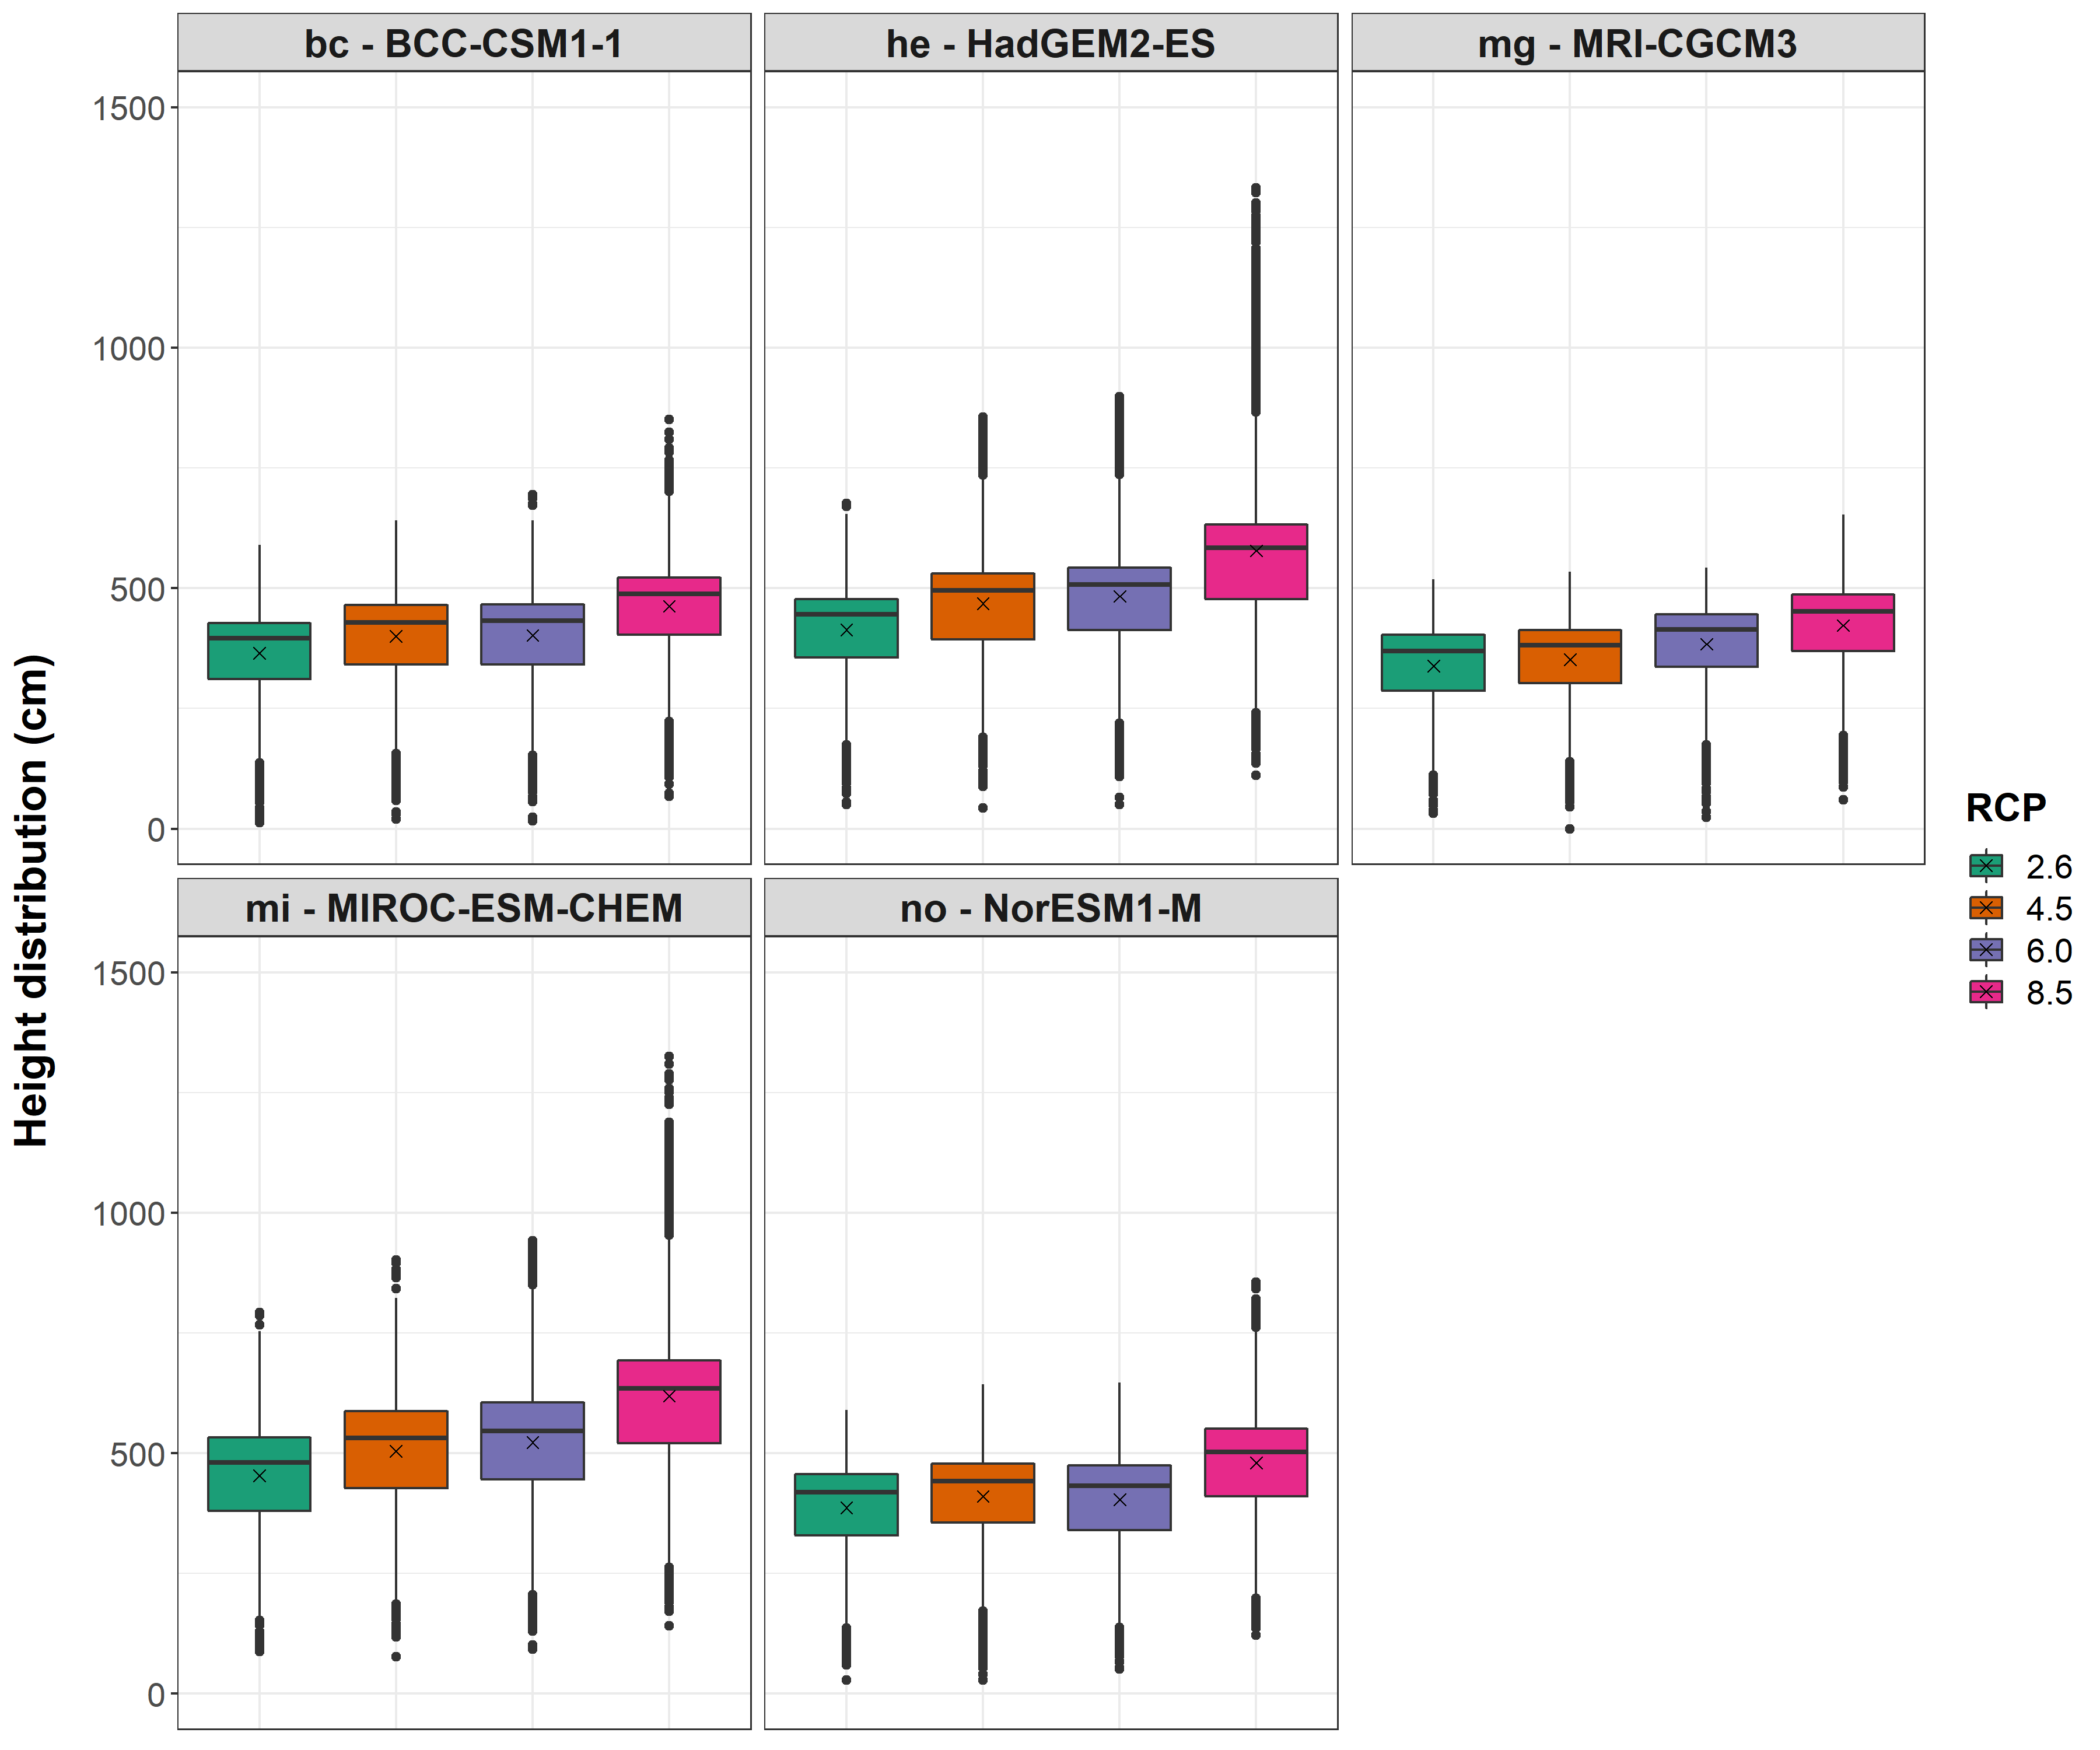 bc - BCC-CSM1-1
he - HadGEM2-ES
mg - MRI-CGCM3
1500
1000
500
0
Height distribution (cm)
mi - MIROC-ESM-CHEM
no - NorESM1-M
1500
1000
500
0
RCP
2.6
4.5
6.0
8.5